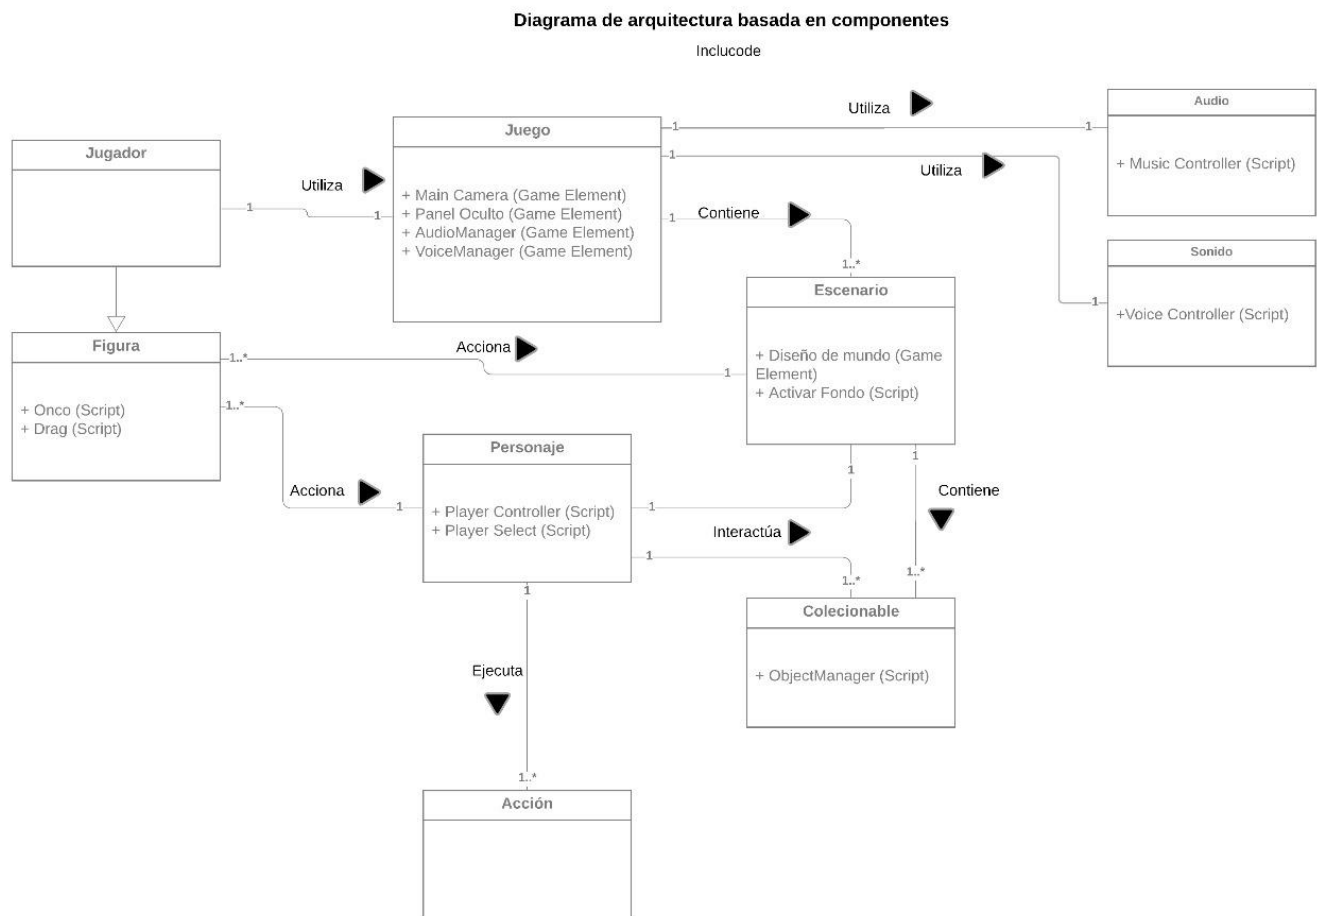 Diagrama de arquitectura basada en componentes
Inclucode
Jugador
Utiliza
1
1
Juego
+ Main Camera (Game Element)
+ Panel Oculto (Game Element)
+ AudioManager (Game Element)
+ VoiceManager (Game Element)
Utiliza
1
1
Audio
+ Music Controller (Script)
1
Utiliza
1
Sonido
+Voice Controller (Script)
1
Contiene
1..*
Escenario
+ Diseño de mundo (Game
Element)
+ Activar Fondo (Script)
Figura
+ Onco (Script)
+ Drag (Script)
1..*
Acciona
1
1..*
Acciona
1
Personaje
+ Player Controller (Script)
+ Player Select (Script)
1
1
Interactúa
1
1..*
1
Contiene
1..*
Colecionable
+ ObjectManager (Script)
1
Ejecuta
1..*
Acción